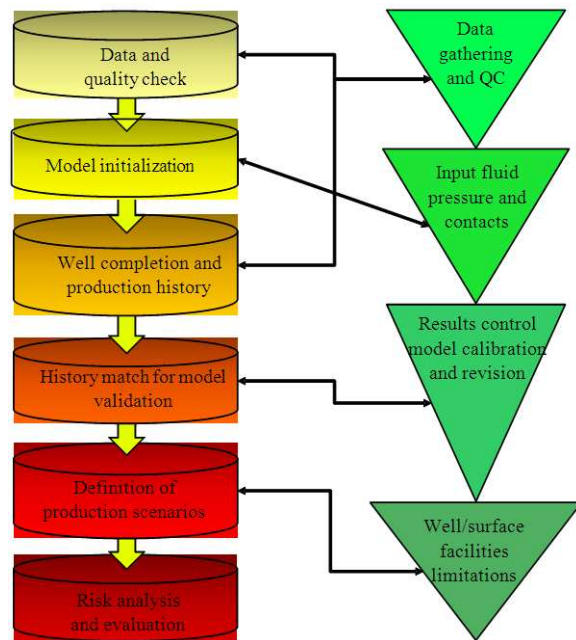 Data and
quality check
Model initialization
Well completion and
production history
History match for model
validation
Definition of
production scenarios
Risk analysis
and evaluation
Data
gathering
and QC
Input fluid
pressure and
contacts
Results control
model calibration
and revision
Well/surface
facilities
limitations